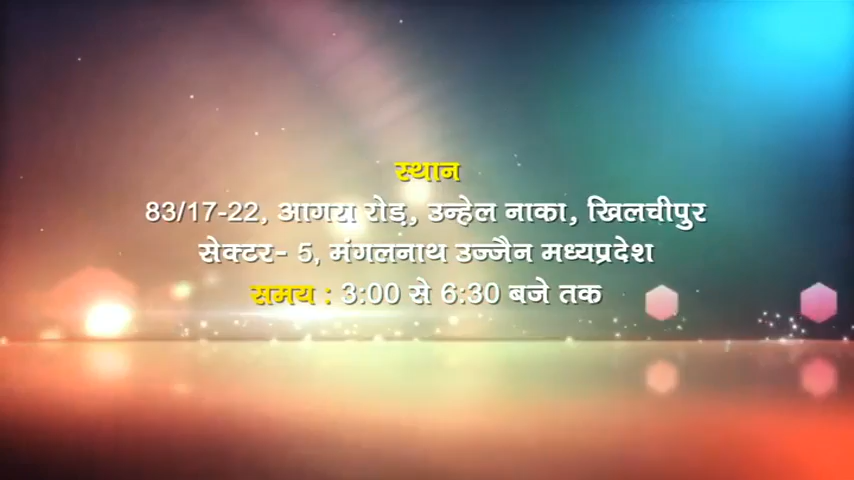 स्थान
83/17-22, आगरा रोड़, उन्हेल नाका, खिलचीपुर
सेक्टर- 5, मंगलनाथ उज्जैन मध्यप्रदेश
समय : 3:00 से 6:30 बजे तक